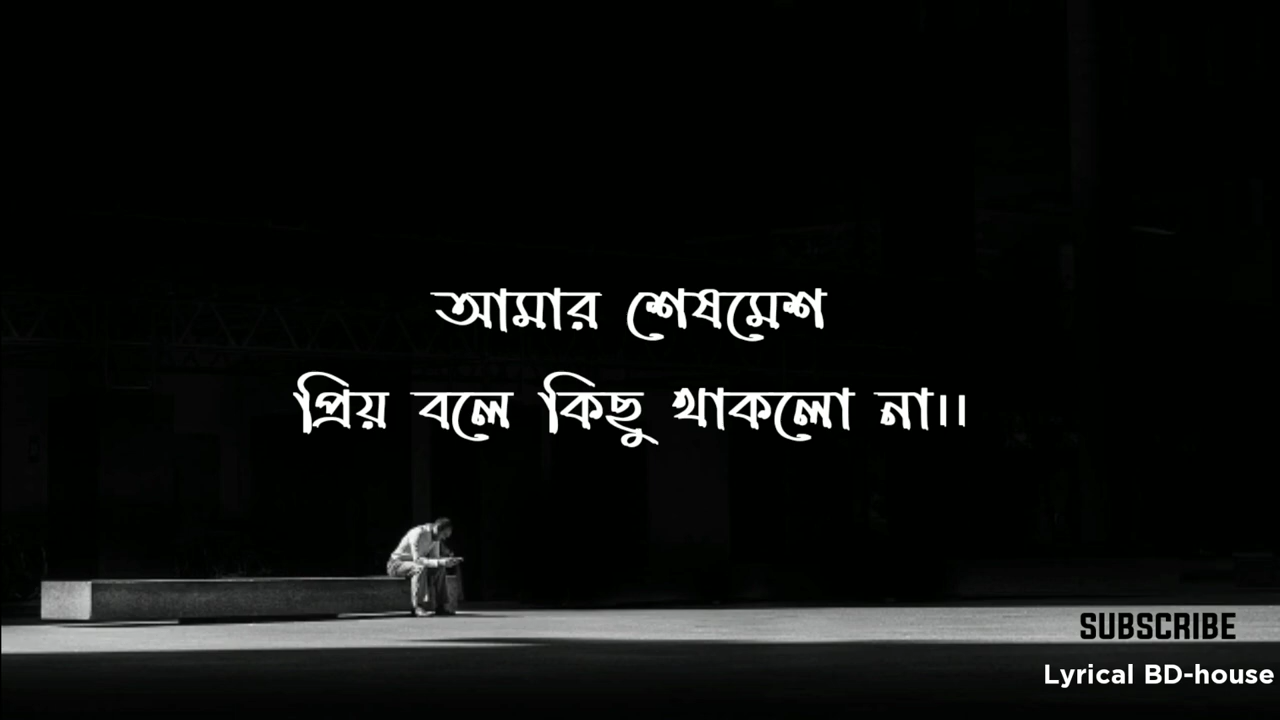 আমার শেষমেশ
প্রিয় বলে কিছু থাকলো না।।
SUBSCRIBE
Lyrical BD-house